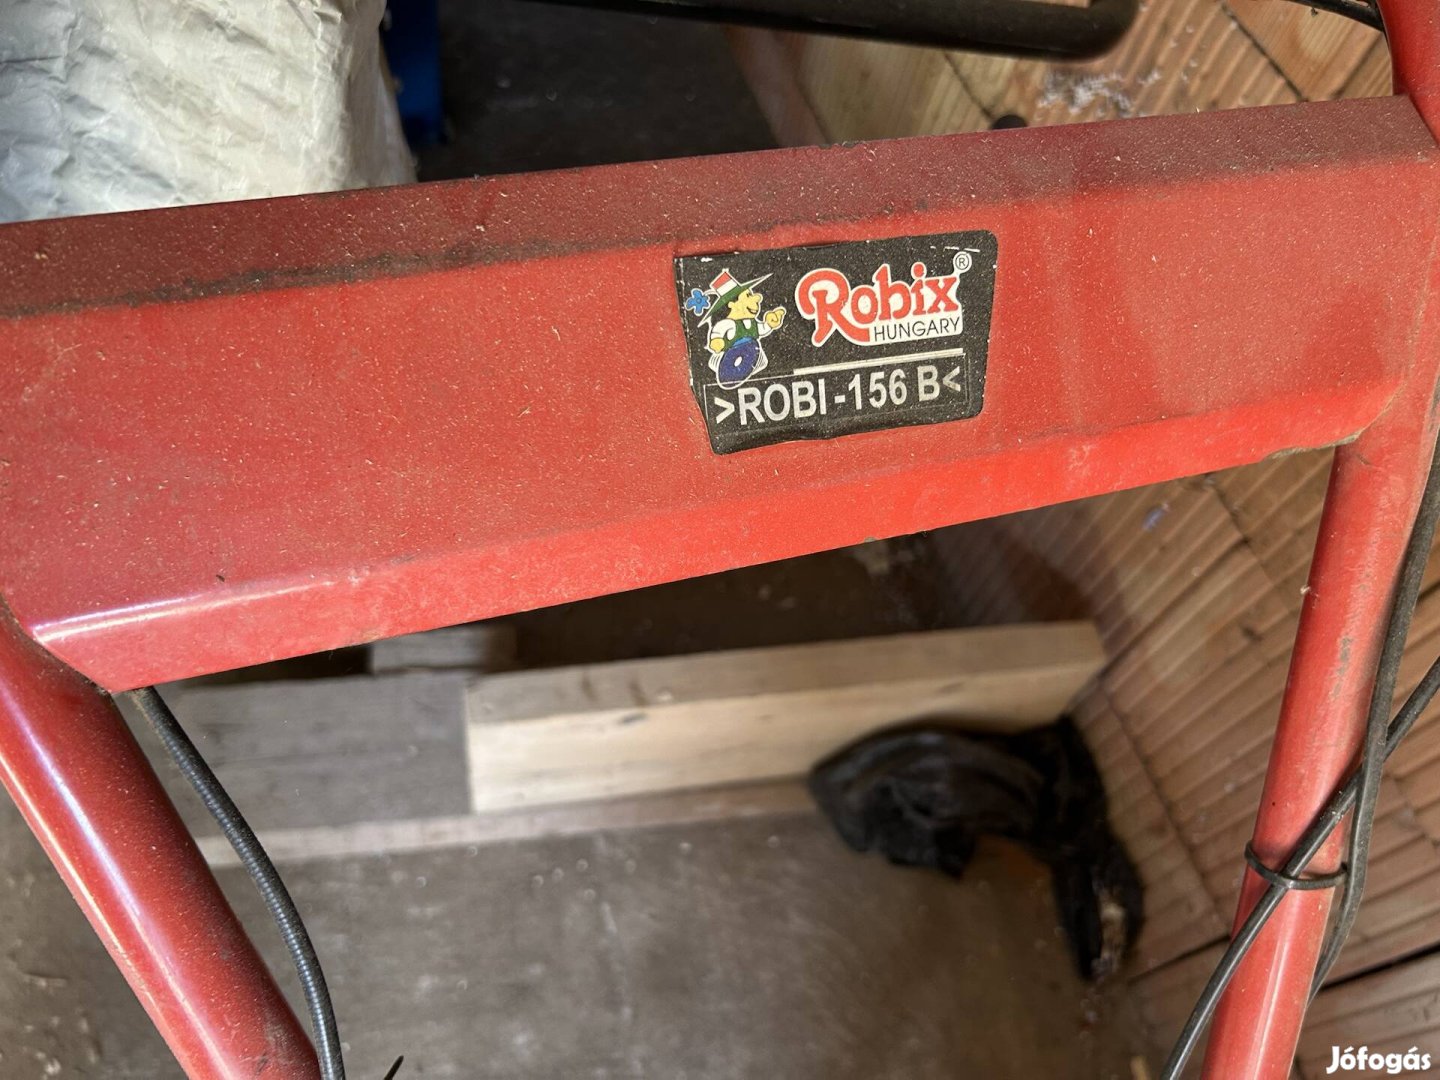 Robix®
HUNGARY
>ROBI-156 B<
Jófogás